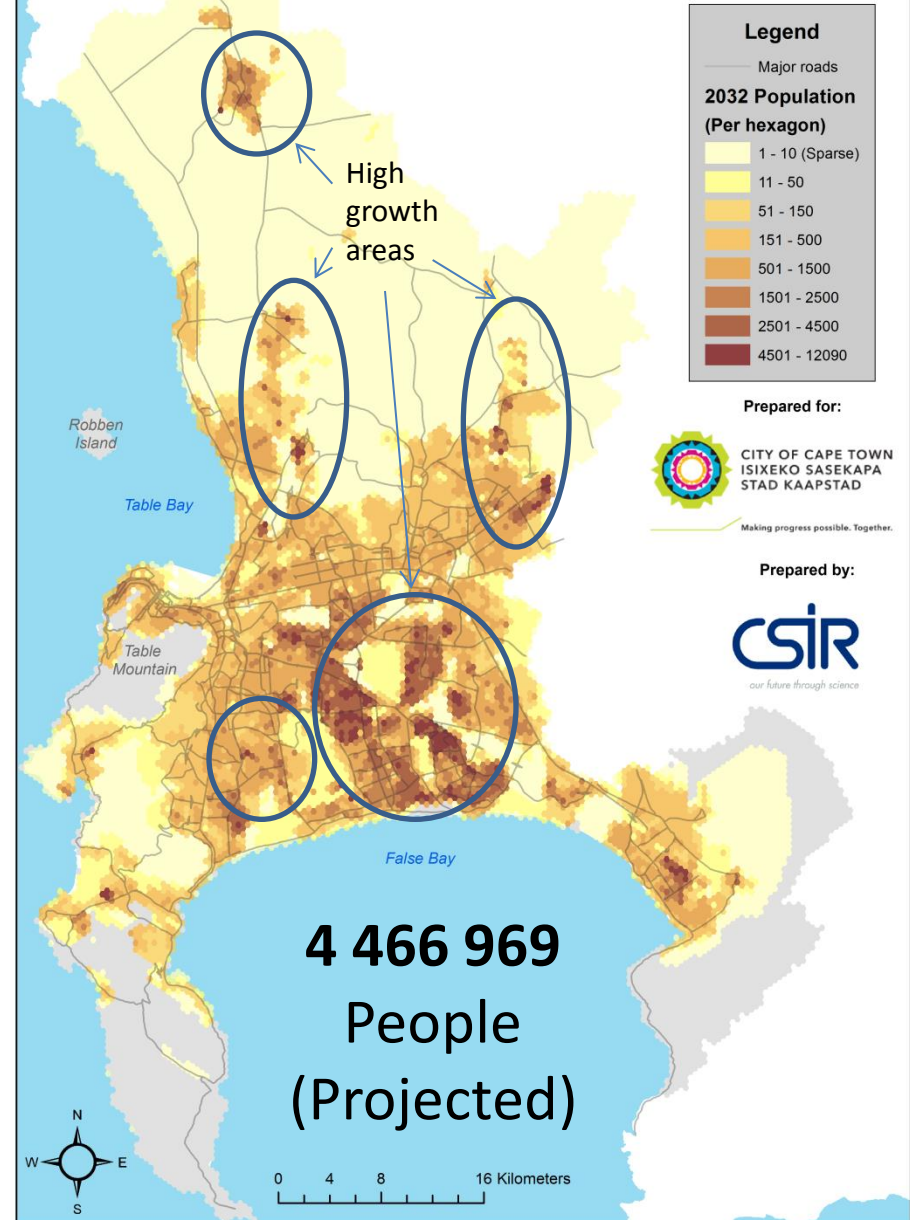 Legend
Major roads
2032 Population
(Per hexagon)
1 - 10 (Sparse)
11 - 50
51 - 150
151 - 500
501 - 1500
1501 - 2500
2501 - 4500
4501 - 12090
High
growth
areas
Prepared for:
CITY OF CAPE TOWN
ISIXEKO SASEKAPA
STAD KAAPSTAD
Making progress possible. Together.
Prepared by:
CSIR
our future through science
Robben
Island
Table Bay
Table
Mountain
False Bay
4 466 969
People
(Projected)
N
W E
S
0 4 8 16 Kilometers